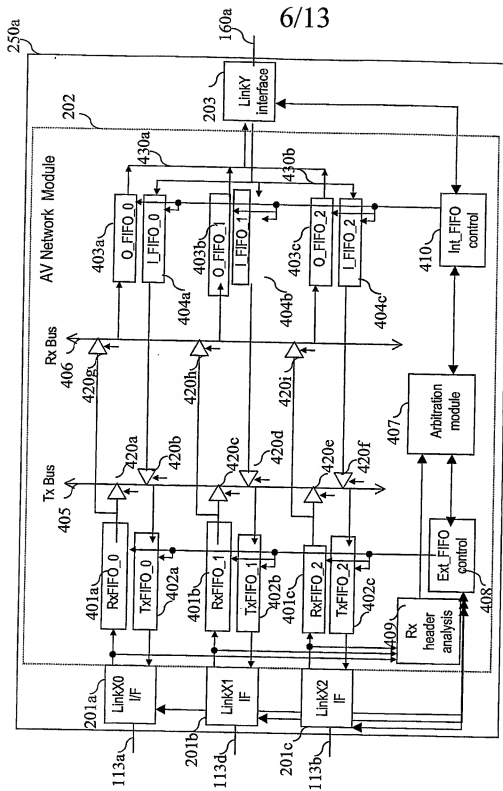 6/13
250a
160a
203
LinkY
interface
202
AV Network Module
430a
430b
403a
O_FIFO_0
I_FIFO_0
404a
403b
O_FIFO_1
I_FIFO_1
404b
403c
O_FIFO_2
I_FIFO_2
404c
410
Int_FIFO
control
Rx Bus
406
420g
420h
420i
407
Arblitration
module
Tx Bus
405
420a
420b
420c
420d
420e
420f
401a
RxFIFO_0
TxFIFO_0
402a
401b
RxFIFO_1
TxFIFO_1
402b
401c
RxFIFO_2
TxFIFO_2
402c
Ext_FIFO
control
408
409
Rx
header
analysis
201a
LinkX0
I/F
201b
LinkX1
IF
201c
LinkX2
IF
113a
113d
113b